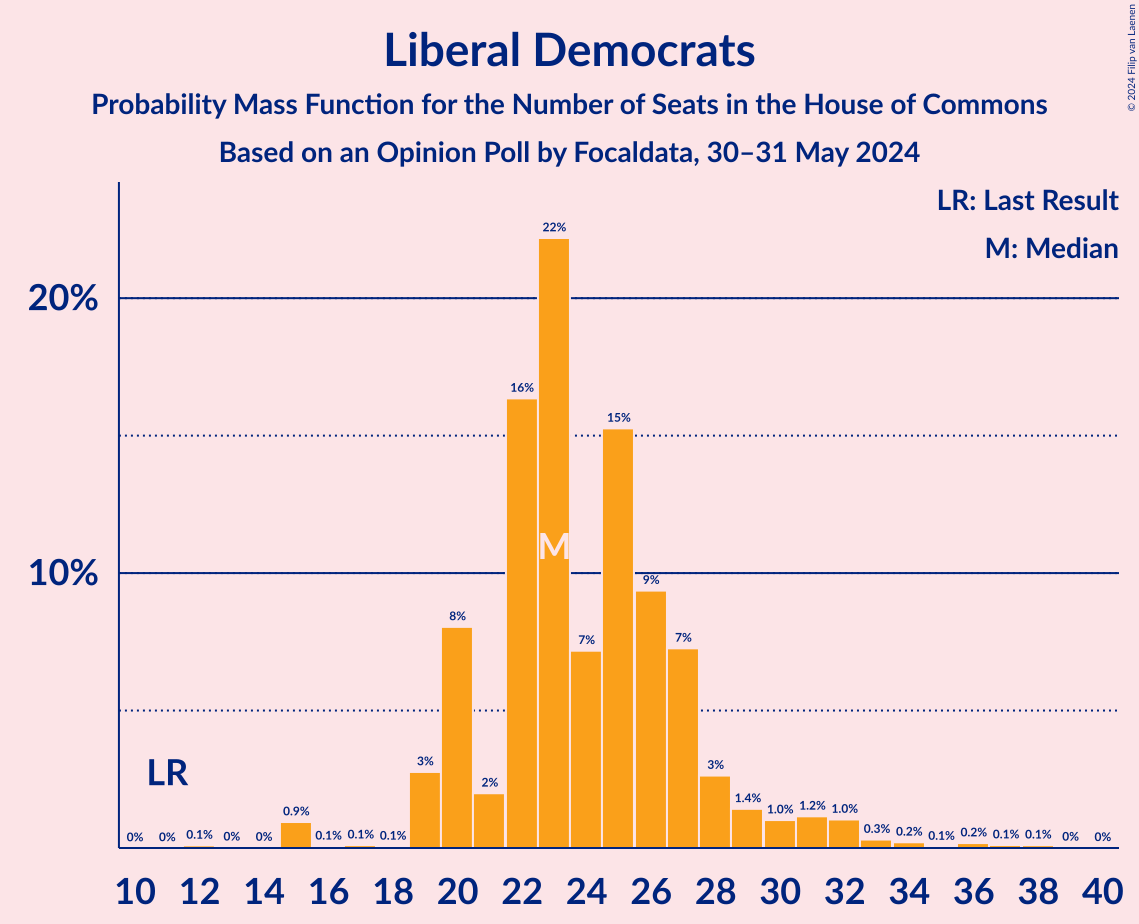 Liberal Democrats
Probability Mass Function for the Number of Seats in the House of Commons
Based on an Opinion Poll by Focaldata, 30–31 May 2024
© 2024 Filip van Laenen
LR: Last Result
M: Median
20%
10%
LR
M
0% 0% 0.1% 0% 0% 0.9% 0.1% 0.1% 0.1% 3% 8% 2% 16% 22% 7% 15% 9% 7% 3% 1.4% 1.0% 1.2% 1.0% 0.3% 0.2% 0.1% 0.2% 0.1% 0.1% 0% 0%
10 12 14 16 18 20 22 24 26 28 30 32 34 36 38 40